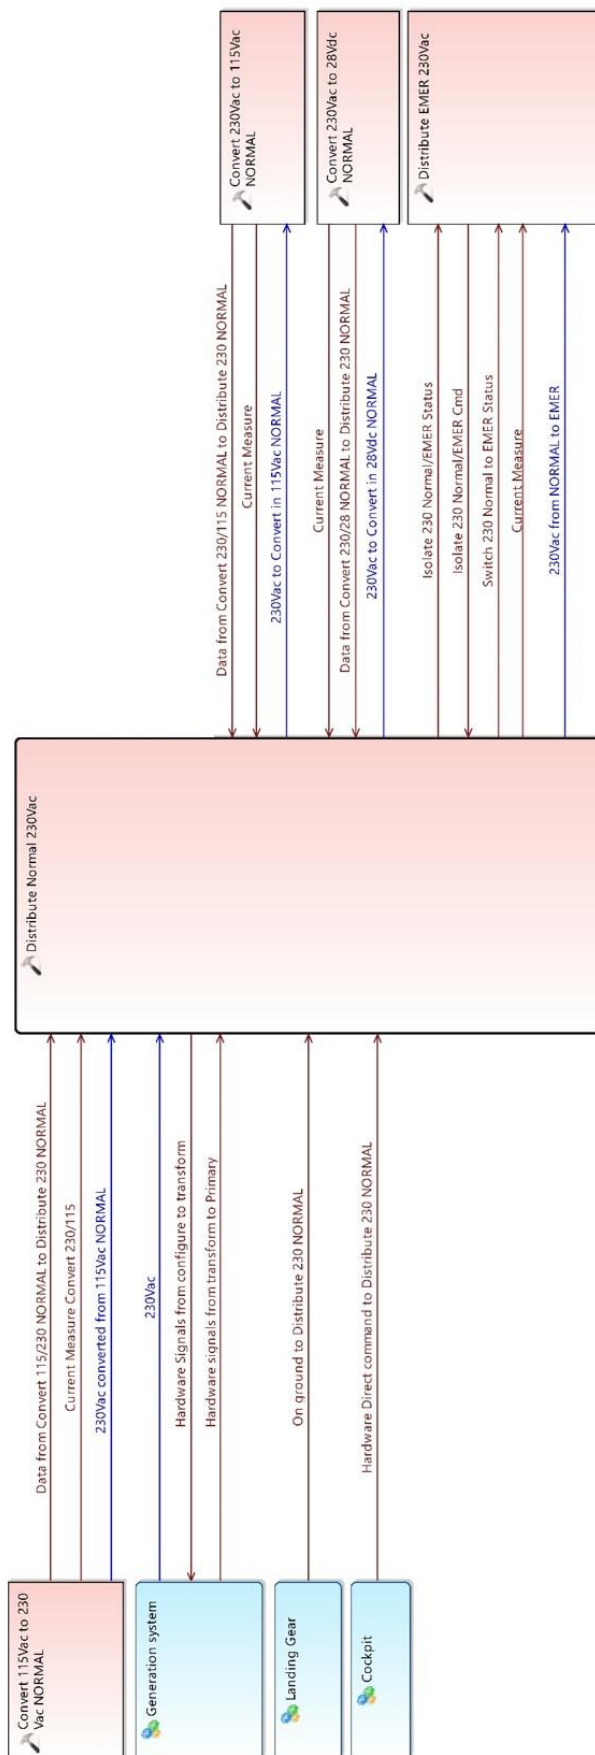 Convert 115Vac to 230
Vac NORMAL
Generation system
Landing Gear
Cockpit
Data from Convert 115/230 NORMAL to Distribute 230 NORMAL
Current Measure Convert 230/115
230Vac converted from 115Vac NORMAL
230Vac
Hardware Signals from configure to transform
Hardware signals from transform to Primary
On ground to Distribute 230 NORMAL
Hardware Direct command to Distribute 230 NORMAL
Distribute Normal 230Vac
Data from Convert 230/115 NORMAL to Distribute 230 NORMAL
Current Measure
230Vac to Convert in 115Vac NORMAL
Current Measure
Data from Convert 230/28 NORMAL to Distribute 230 NORMAL
230Vac to Convert in 28Vdc NORMAL
Isolate 230 Normal/EMER Status
Isolate 230 Normal/EMER Cmd
Switch 230 Normal to EMER Status
Current Measure
230Vac from NORMAL to EMER
Convert 230Vac to 115Vac
NORMAL
Convert 230Vac to 28Vdc
NORMAL
Distribute EMER 230Vac